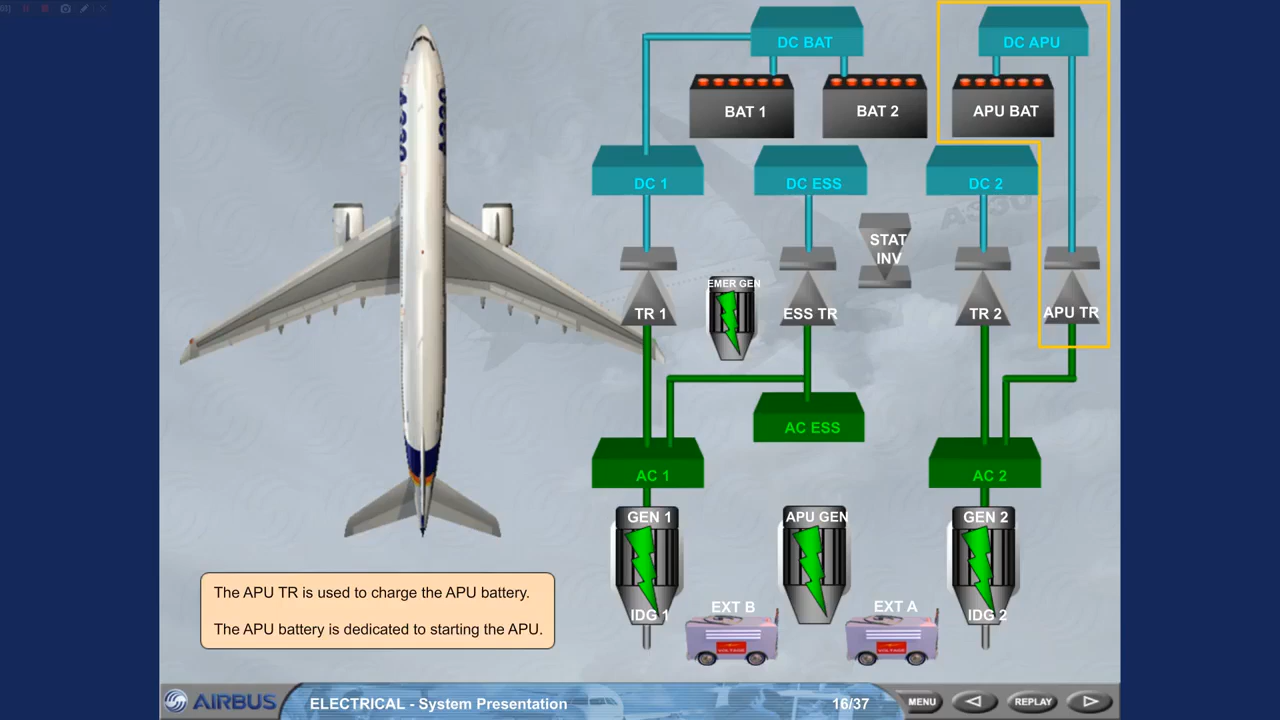 DC BAT
DC APU
BAT 1
BAT 2
APU BAT
DC 1
DC ESS
DC 2
A330
STAT
INV
EMER GEN
TR 1
ESS TR
TR 2
APU TR
AC ESS
AC 1
AC 2
GEN 1
APU GEN
GEN 2
IDG 1
EXT B
EXT A
IDG 2
The APU TR is used to charge the APU battery.
The APU battery is dedicated to starting the APU.
AIRBUS
ELECTRICAL - System Presentation
16/37
MENU
REPLAY